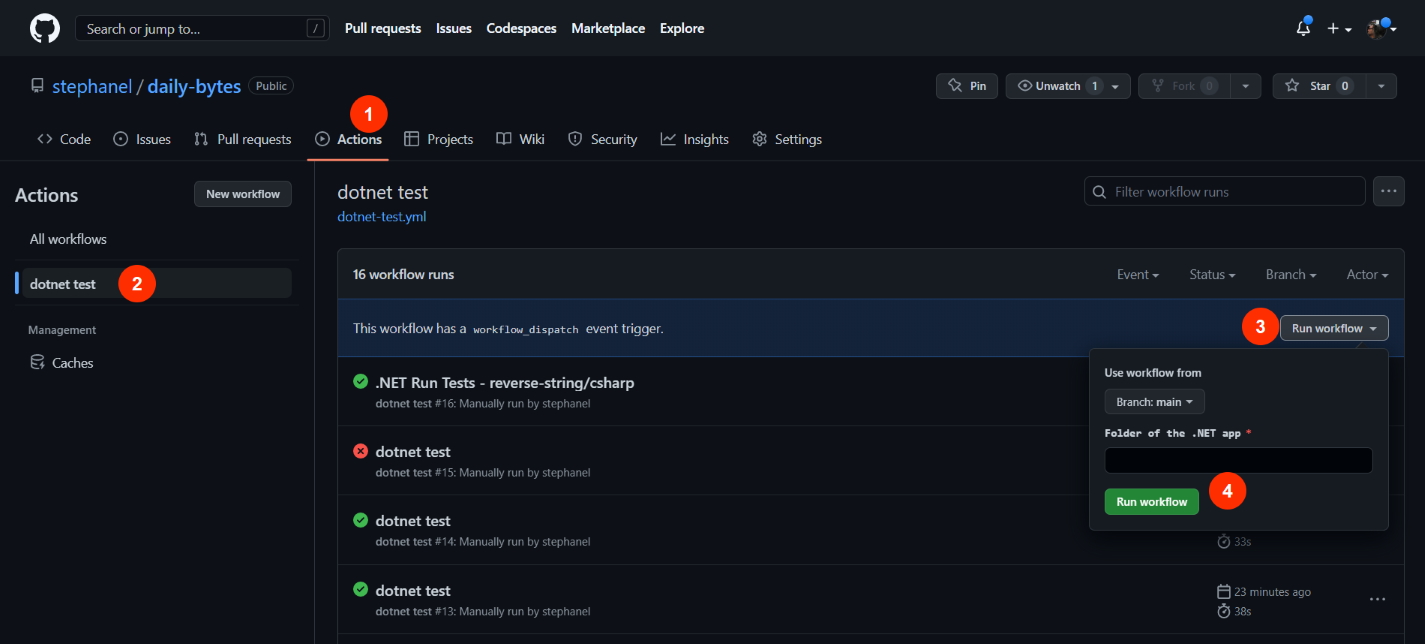 Search or jump to... /
Pull requests Issues Codespaces Marketplace Explore
stephanel / daily-bytes Public
Pin Unwatch 1 Fork 0 Star 0
1
Code Issues Pull requests Actions Projects Wiki Security Insights Settings
Actions New workflow
All workflows
dotnet test 2
Management
Caches
dotnet test
dotnet-test.yml
Filter workflow runs
16 workflow runs Event Status Branch Actor
This workflow has a workflow_dispatch event trigger. 3 Run workflow
Use workflow from
Branch: main
Folder of the .NET app *
Run workflow 4
.NET Run Tests - reverse-string/csharp
dotnet test #16: Manually run by stephanel
dotnet test
dotnet test #15: Manually run by stephanel
dotnet test
dotnet test #14: Manually run by stephanel 33s
dotnet test 23 minutes ago
dotnet test #13: Manually run by stephanel 38s